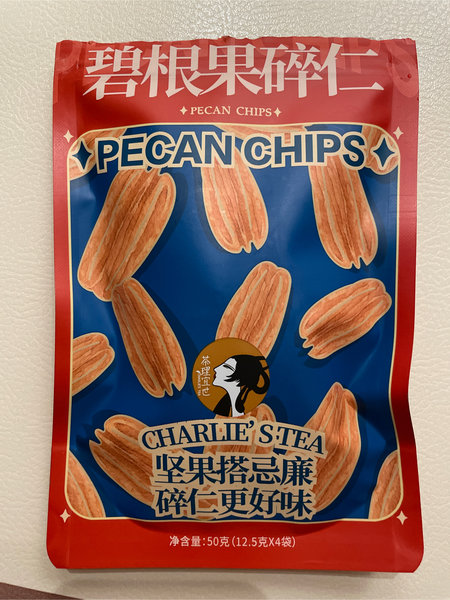 碧根果碎仁
PECAN CHIPS
PECAN CHIPS
茶理宜世
CHARLIE'S·TEA
坚果搭忌廉
碎仁更好味
净含量:50克(12.5克X4袋)